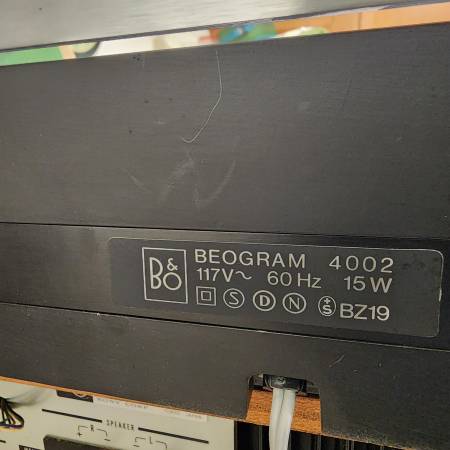 B&O
BEOGRAM 4002
117V~ 60Hz 15W
S D N +S BZ19
SPEAKER
+ R - - L